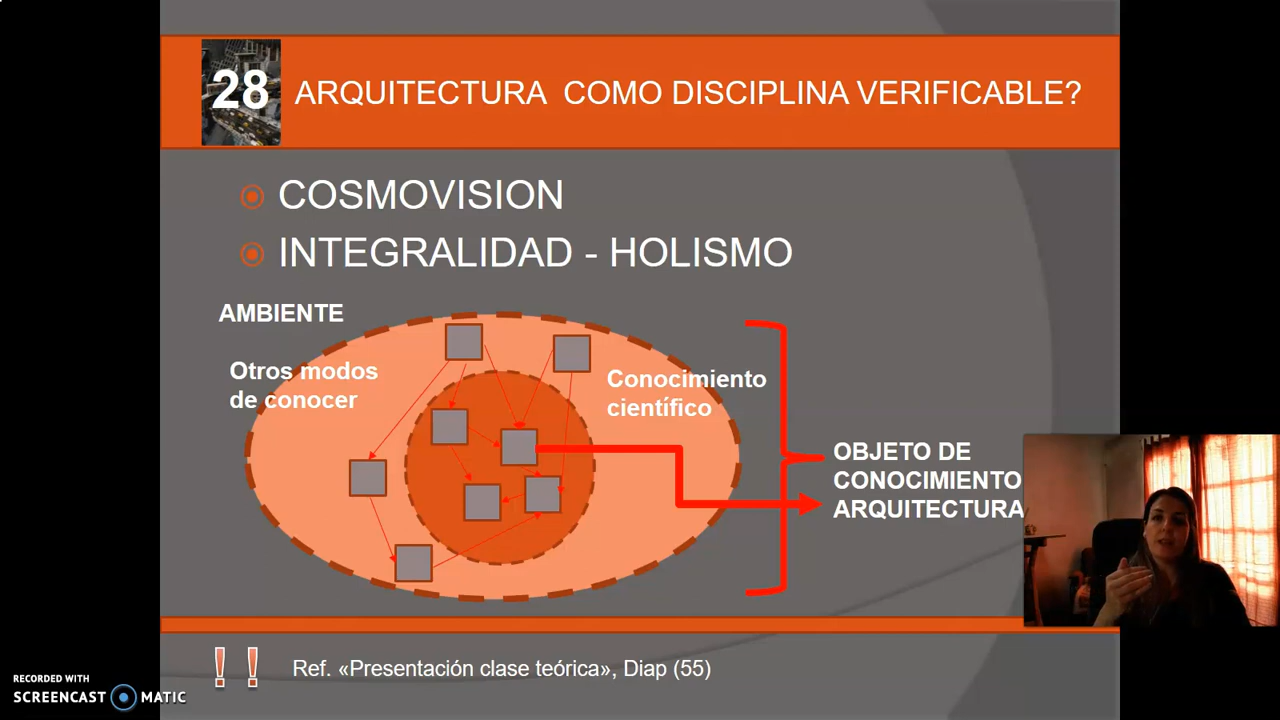 28
ARQUITECTURA COMO DISCIPLINA VERIFICABLE?
COSMOVISION
INTEGRALIDAD - HOLISMO
AMBIENTE
Otros modos
de conocer
Conocimiento
científico
OBJETO DE
CONOCIMIENTO
ARQUITECTURA
!!
Ref. «Presentación clase teórica», Diap (55)
RECORDED WITH
SCREENCAST MATIC